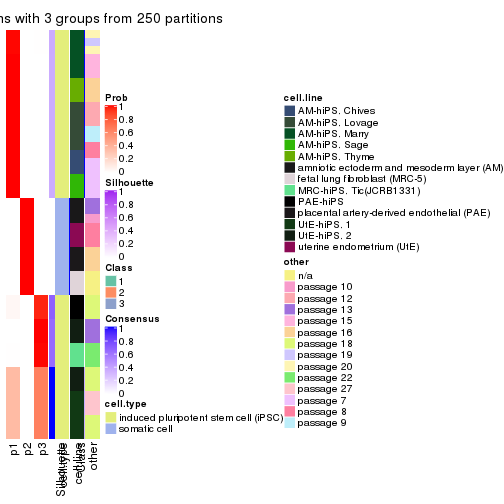 ns with 3 groups from 250 partitions
Prob
1
0.8
0.6
0.4
0.2
0
Silhouette
1
0.8
0.6
0.4
0.2
0
Class
1
2
3
Consensus
1
0.8
0.6
0.4
0.2
0
cell.type
induced pluripotent stem cell (iPSC)
somatic cell
cell.line
AM-hiPS, Chives
AM-hiPS, Lovage
AM-hiPS, Marry
AM-hiPS, Sage
AM-hiPS, Thyme
amniotic ectoderm and mesoderm layer (AM)
fetal lung fibroblast (MRC-5)
MRC-hiPS, Tic(JCRB1331)
PAE-hiPS
placental artery-derived endothelial (PAE)
UtE-hiPS, 1
UtE-hiPS, 2
uterine endometrium (UtE)
other
n/a
passage 10
passage 12
passage 13
passage 15
passage 16
passage 18
passage 19
passage 20
passage 22
passage 27
passage 7
passage 8
passage 9
p1
p2
p3
Silhouette
cell.type
cell.line
Class
other